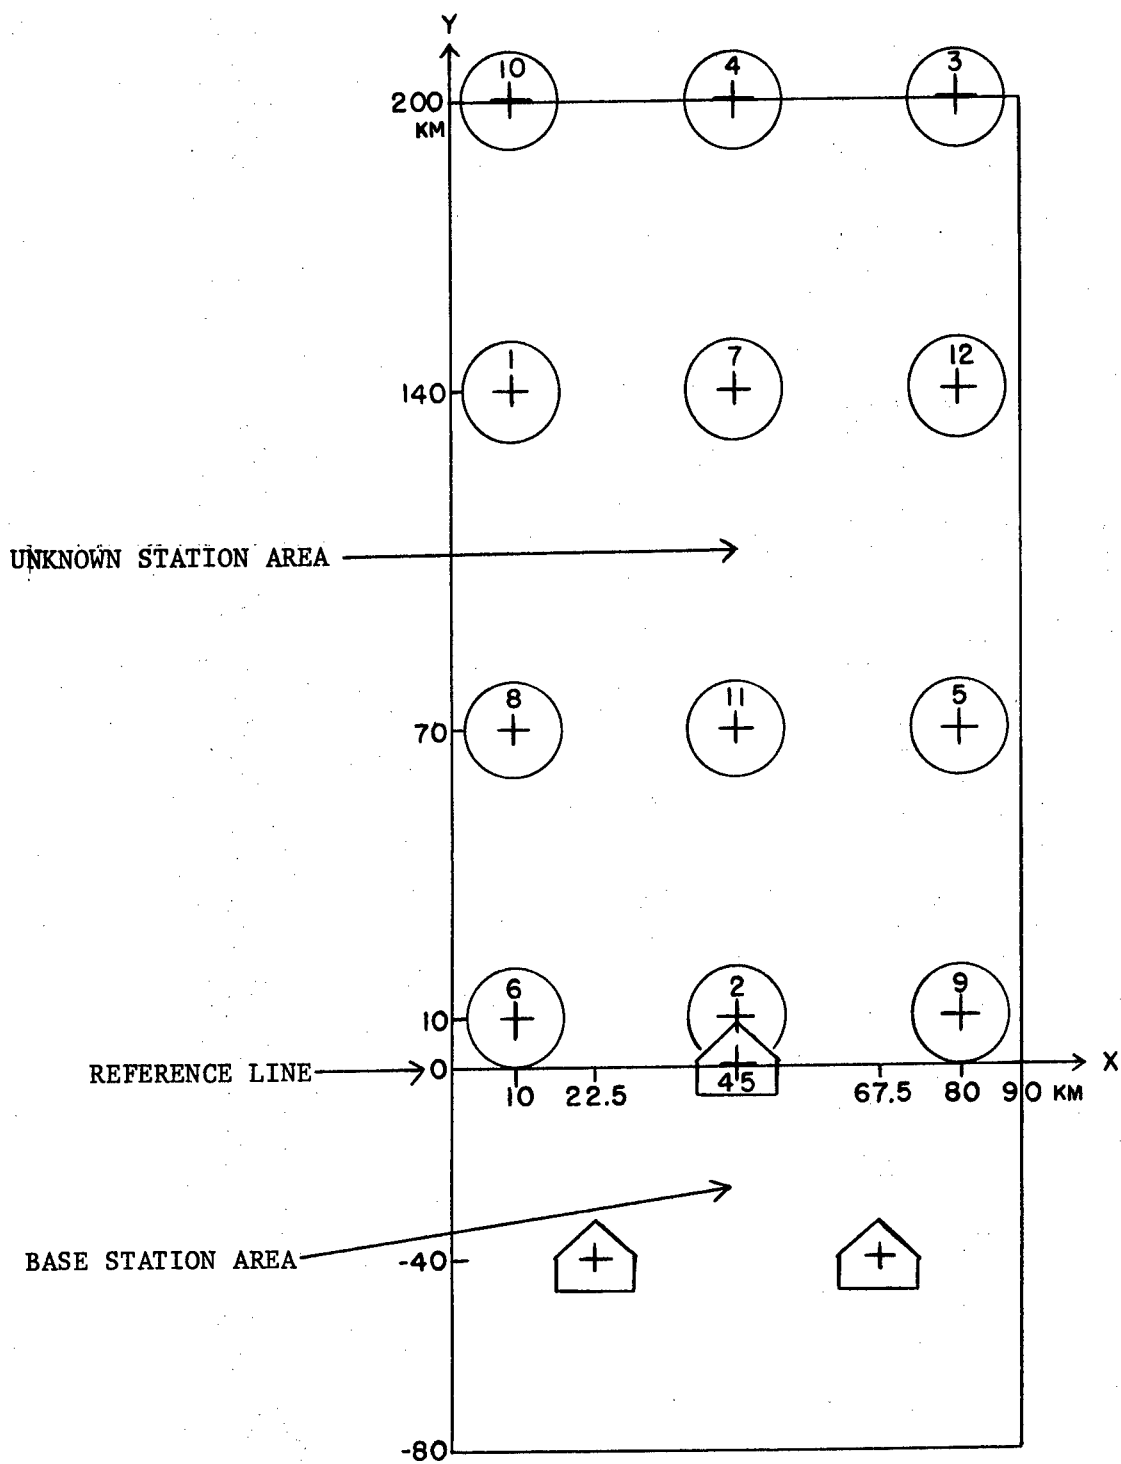 Y
10 4 3
200
KM
1 7 12
140
UNKNOWN STATION AREA
8 11 5
70
6 2 9
10
REFERENCE LINE 0 X
10 22.5 45 67.5 80 90 KM
BASE STATION AREA
-40
-80